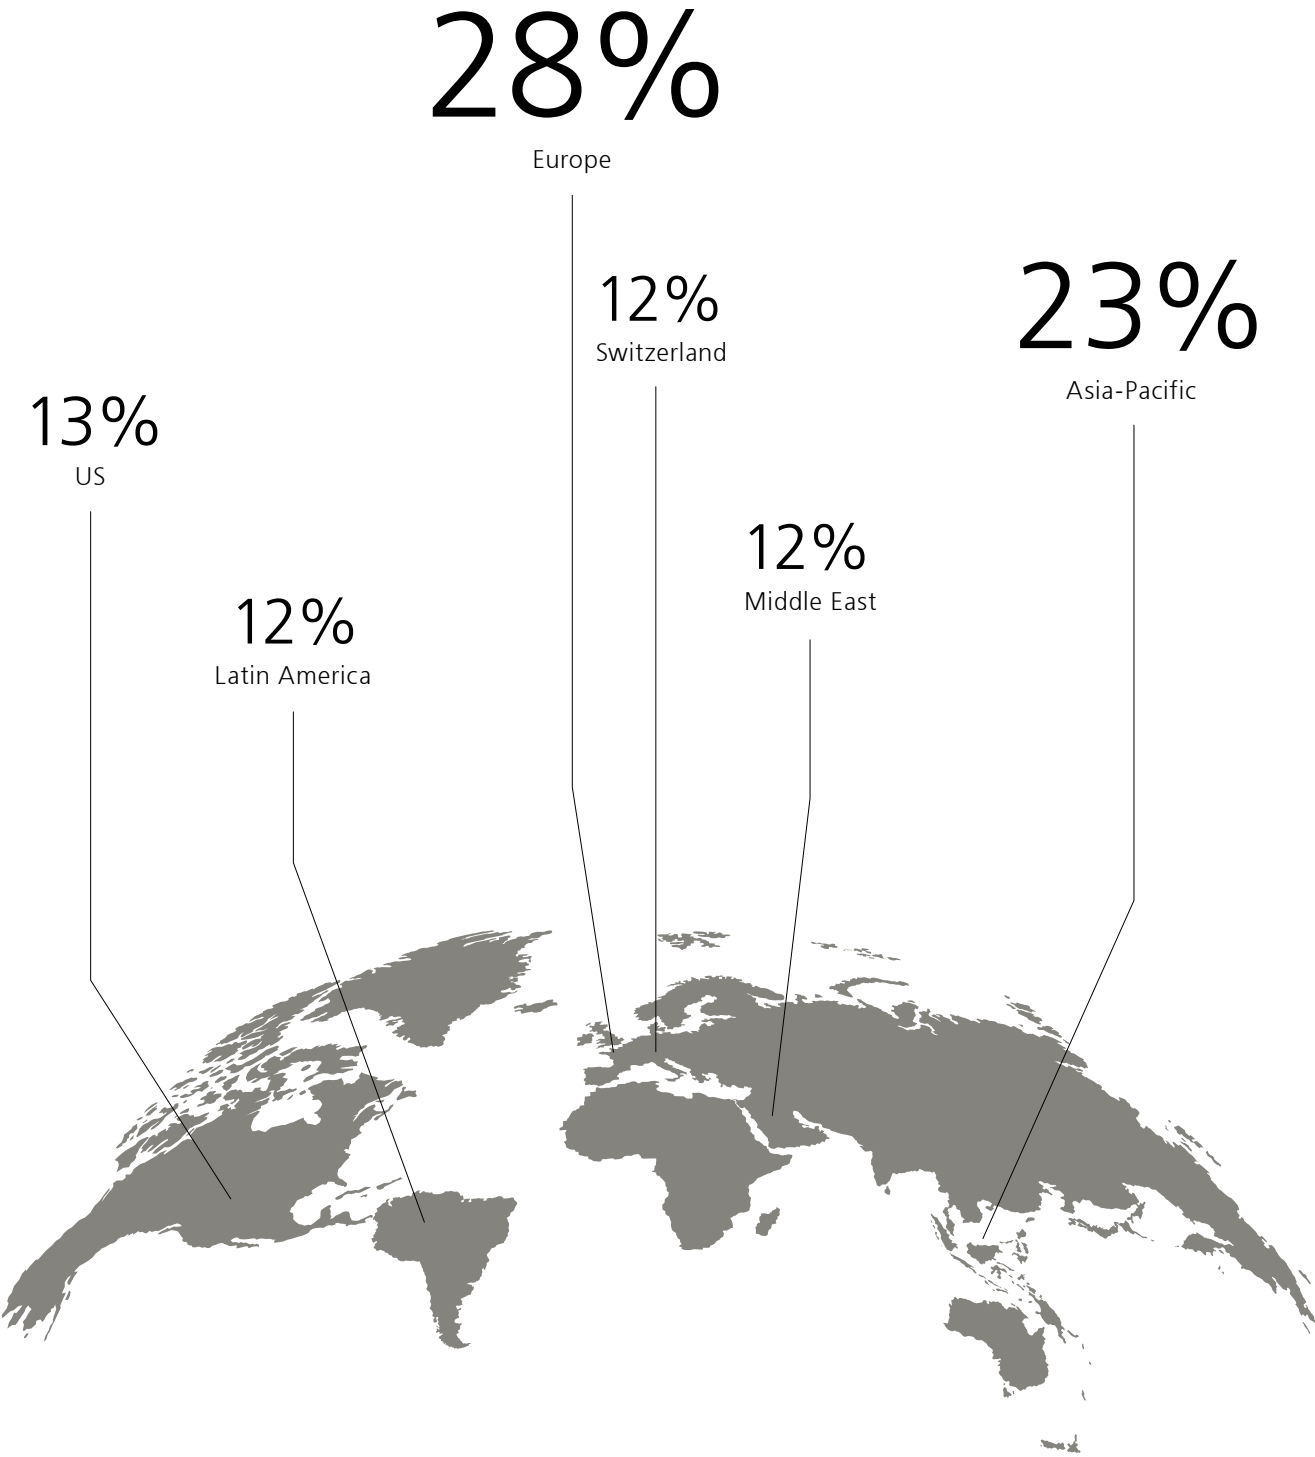 28%
Europe
12%
Switzerland
23%
Asia-Pacific
13%
US
12%
Middle East
12%
Latin America